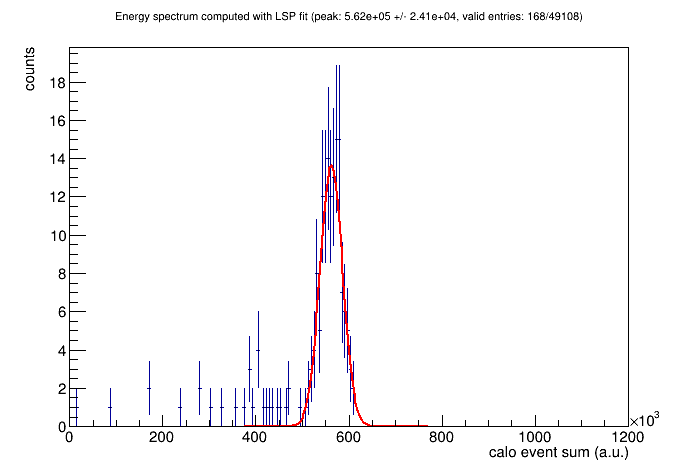 Energy spectrum computed with LSP fit (peak: 5.62e+05 +/- 2.41e+04, valid entries: 168/49108)
counts
18
16
14
12
10
8
6
4
2
0
0 200 400 600 800 1000 1200
×10³
calo event sum (a.u.)